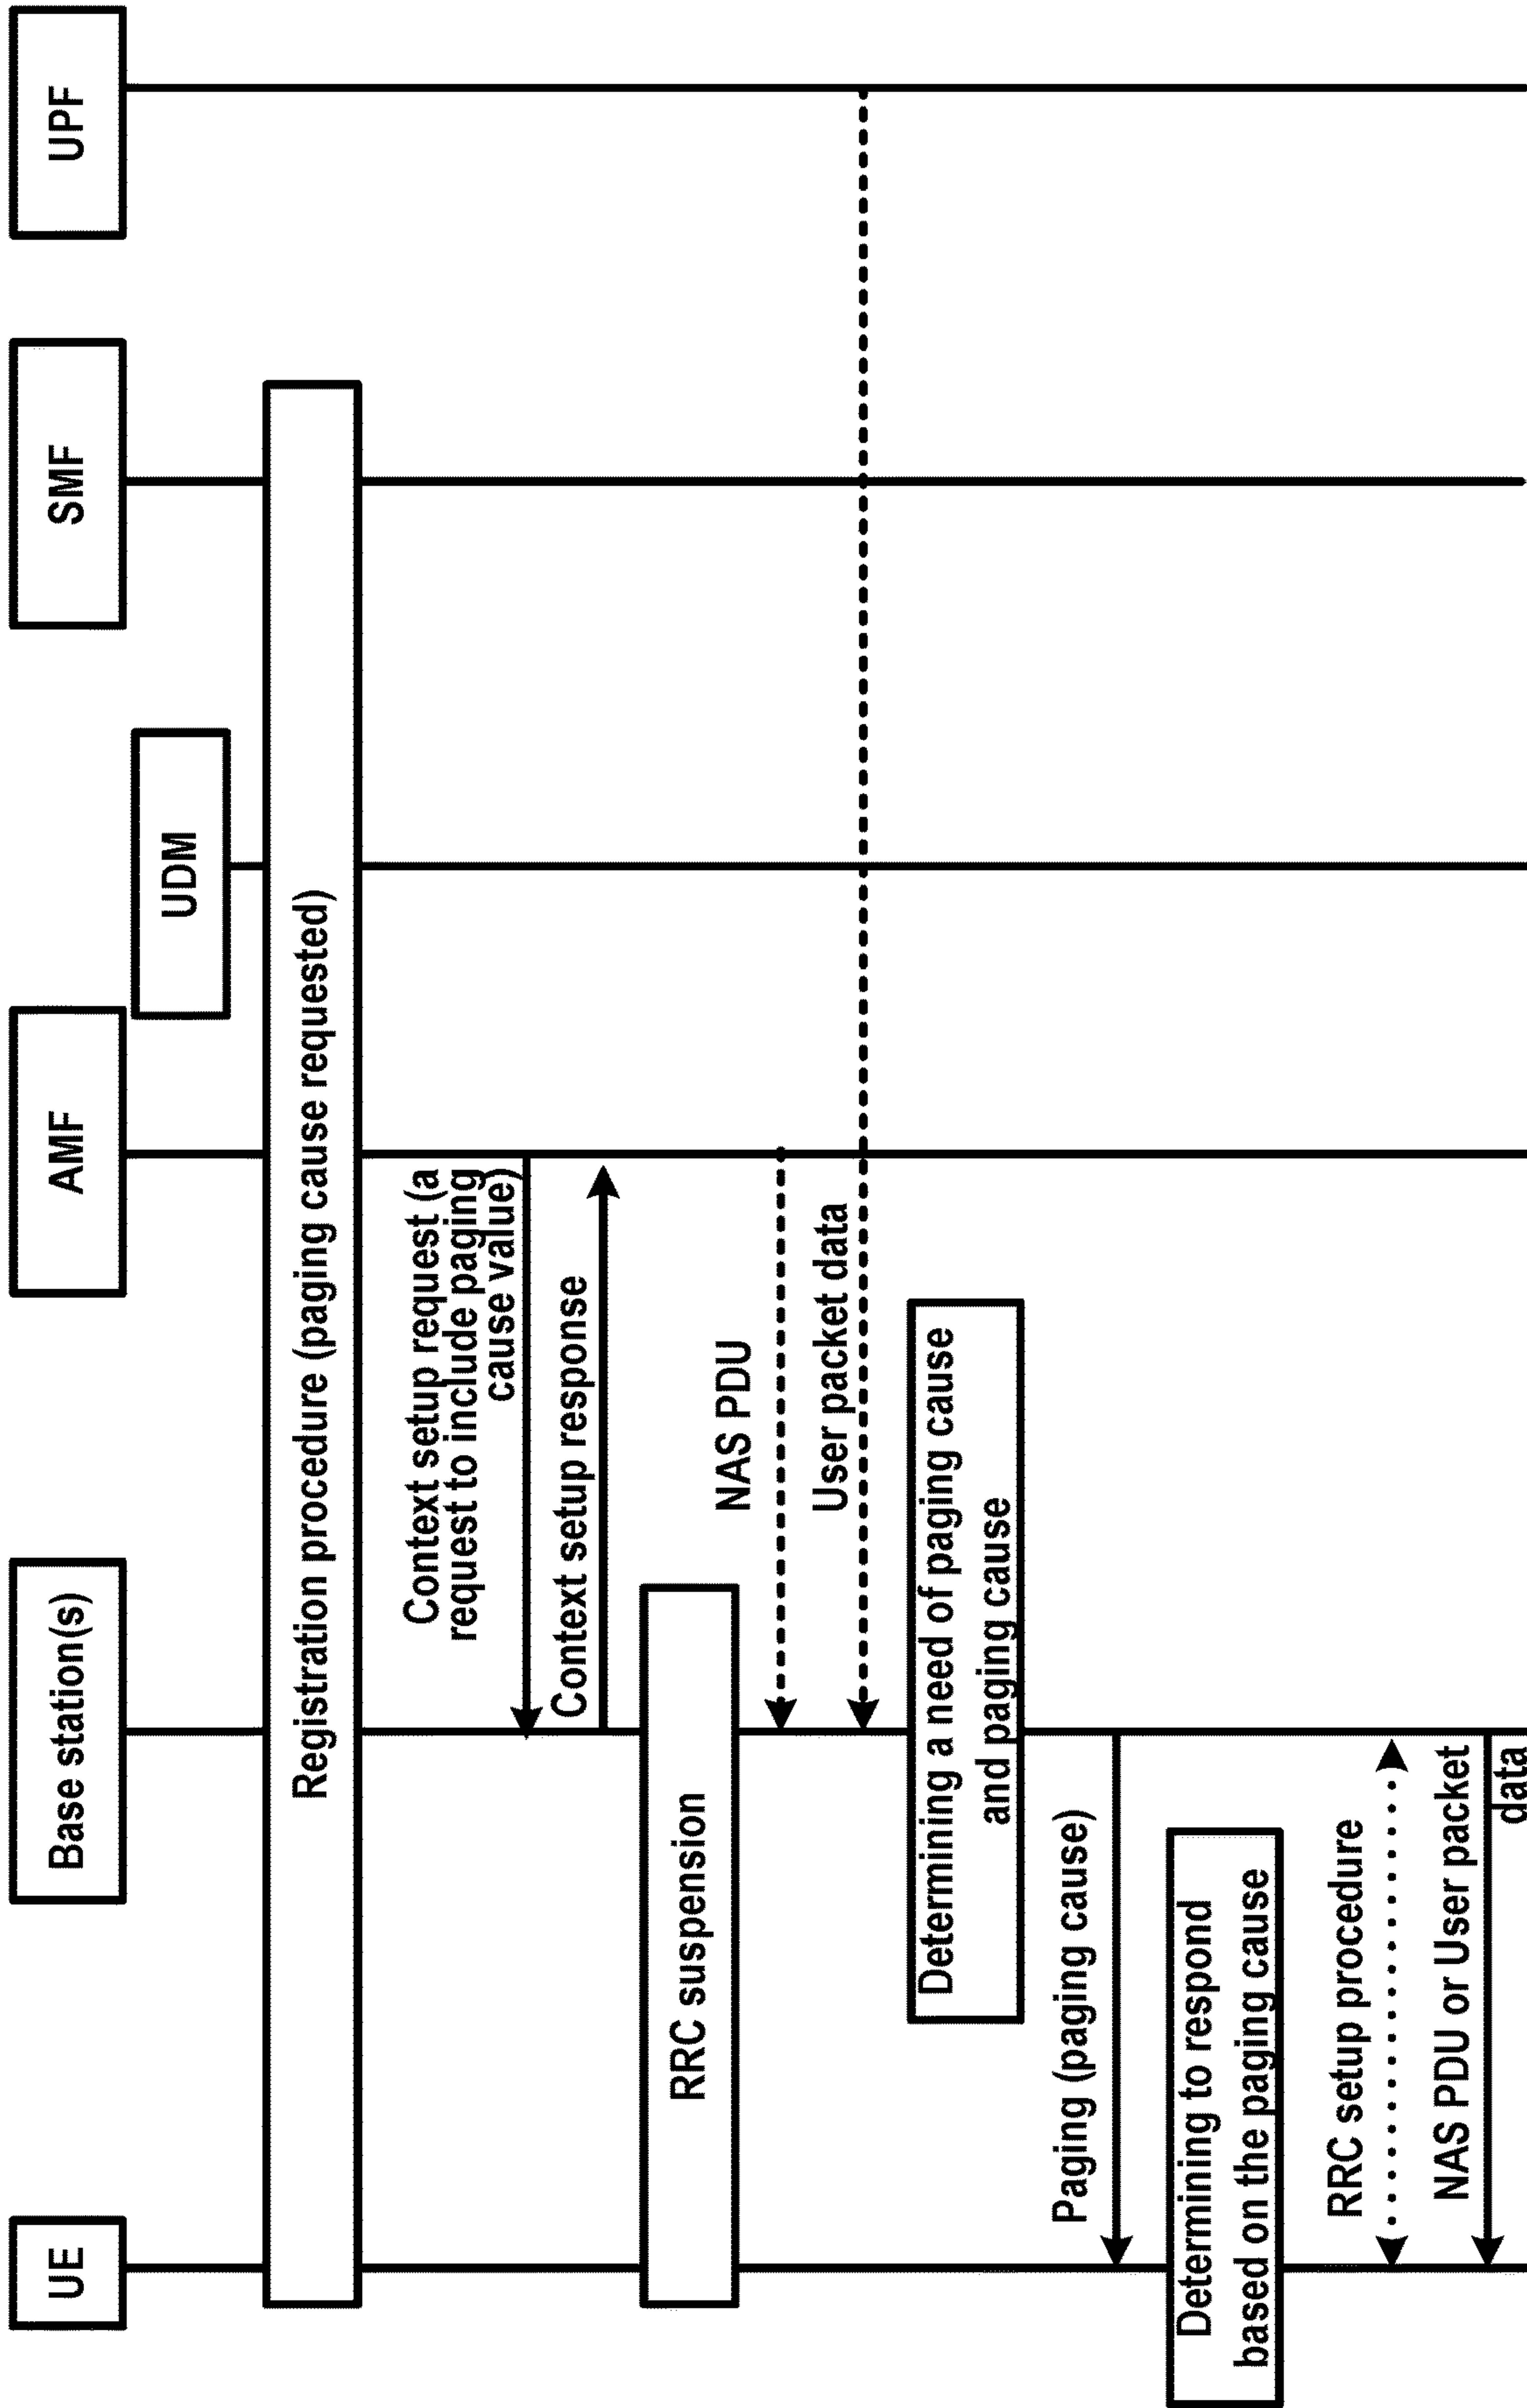 UE
Base station(s)
AMF
UDM
SMF
UPF
Registration procedure (paging cause requested)
Context setup request (a
request to include paging
cause value)
Context setup response
RRC suspension
NAS PDU
User packet data
Determining a need of paging cause
and paging cause
Paging (paging cause)
Determining to respond
based on the paging cause
RRC setup procedure
NAS PDU or User packet
data